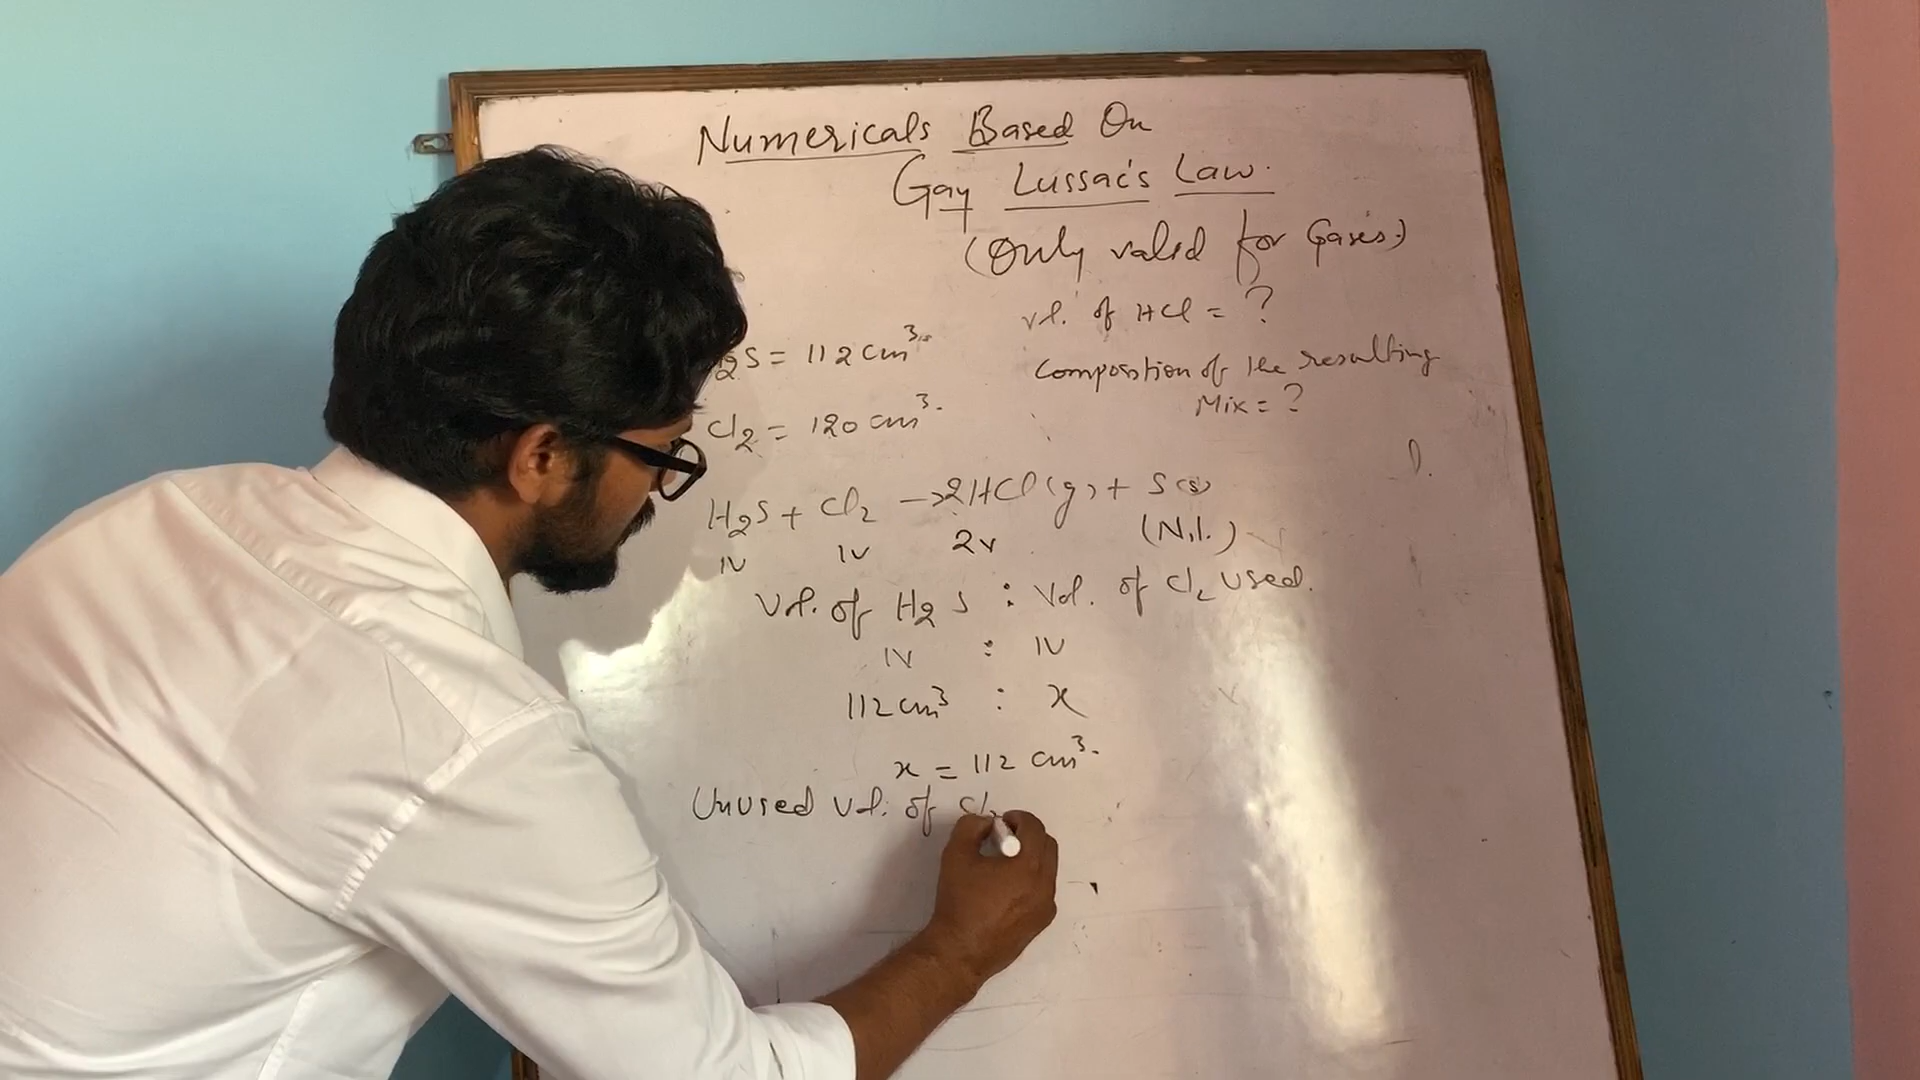 Numericals Based On
Gay Lussac's Law.
(Only valid for Gases.)
vol. of HCl = ?
H₂S = 112 cm³.
Composition of the resulting
Mix = ?
Cl₂ = 120 cm³.
H₂S + Cl₂ → 2HCl(g) + S(s)
1V 1V 2V (Nil.)
Vol. of H₂S : Vol. of Cl₂ used.
1V : 1V
112 cm³ : x
x = 112 cm³.
Unused Vol. of Cl₂